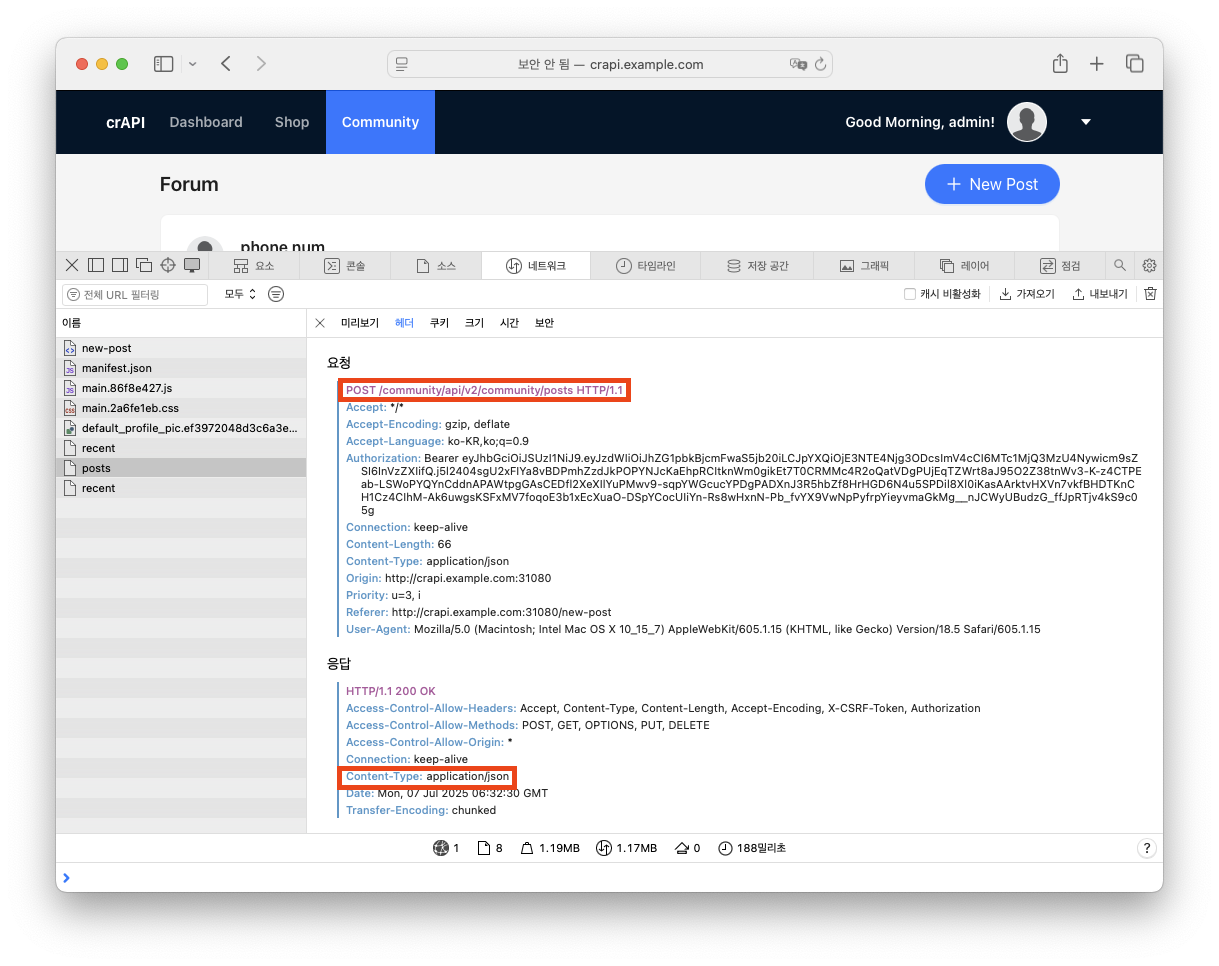 보안 안 됨 — crapi.example.com
crAPI Dashboard Shop Community Good Morning, admin!
Forum
+ New Post
phone num
요소 콘솔 소스 네트워크 타임라인 저장 공간 그래픽 레이어 점검
전체 URL 필터링 모두 캐시 비활성화 가져오기 내보내기
이름
미리보기 헤더 쿠키 크기 시간 보안
new-post
manifest.json
main.86f8e427.js
main.2a6fe1eb.css
default_profile_pic.ef3972048d3c6a3e...
recent
posts
recent
요청
POST /community/api/v2/community/posts HTTP/1.1
Accept: */*
Accept-Encoding: gzip, deflate
Accept-Language: ko-KR,ko;q=0.9
Authorization: Bearer
Connection: keep-alive
Content-Length: 66
Content-Type: application/json
Origin: http://crapi.example.com:31080
Priority: u=3, i
Referer: http://crapi.example.com:31080/new-post
User-Agent: Mozilla/5.0 (Macintosh; Intel Mac OS X 10_15_7) AppleWebKit/605.1.15 (KHTML, like Gecko) Version/18.5 Safari/605.1.15
응답
HTTP/1.1 200 OK
Access-Control-Allow-Headers: Accept, Content-Type, Content-Length, Accept-Encoding, X-CSRF-Token, Authorization
Access-Control-Allow-Methods: POST, GET, OPTIONS, PUT, DELETE
Access-Control-Allow-Origin: *
Connection: keep-alive
Content-Type: application/json
Date: Mon, 07 Jul 2025 06:32:30 GMT
Transfer-Encoding: chunked
1 8 1.19MB 1.17MB 0 188밀리초 ?